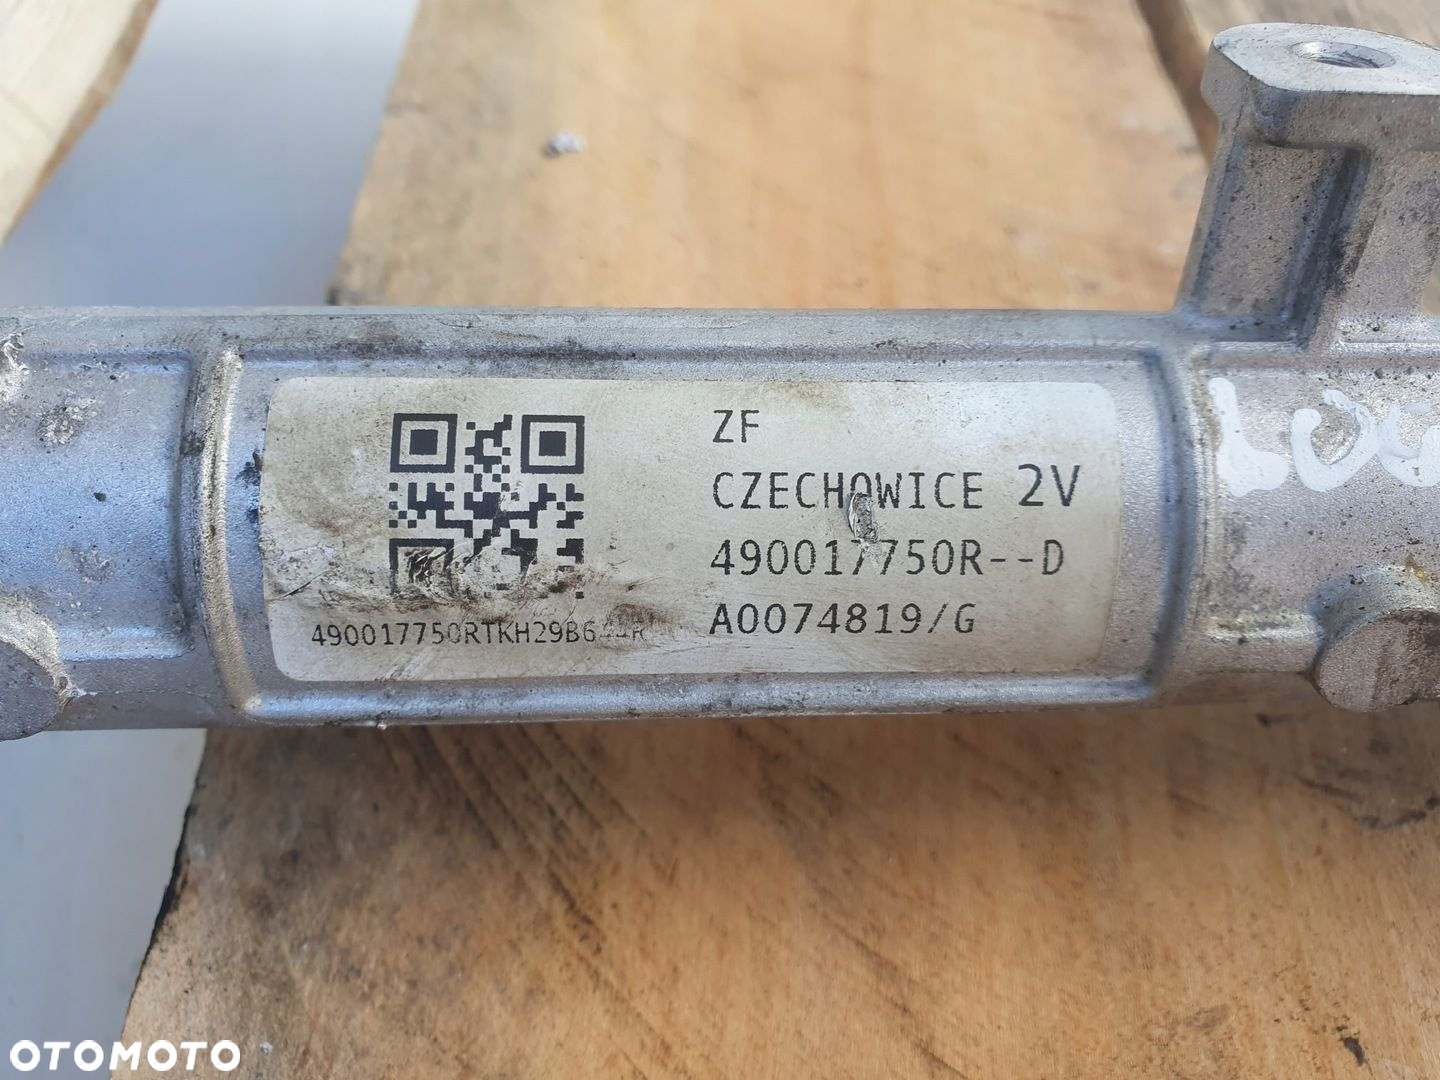 ZF
CZECHOWICE 2V
490017750R--D
A0074819/G
OTOMOTO